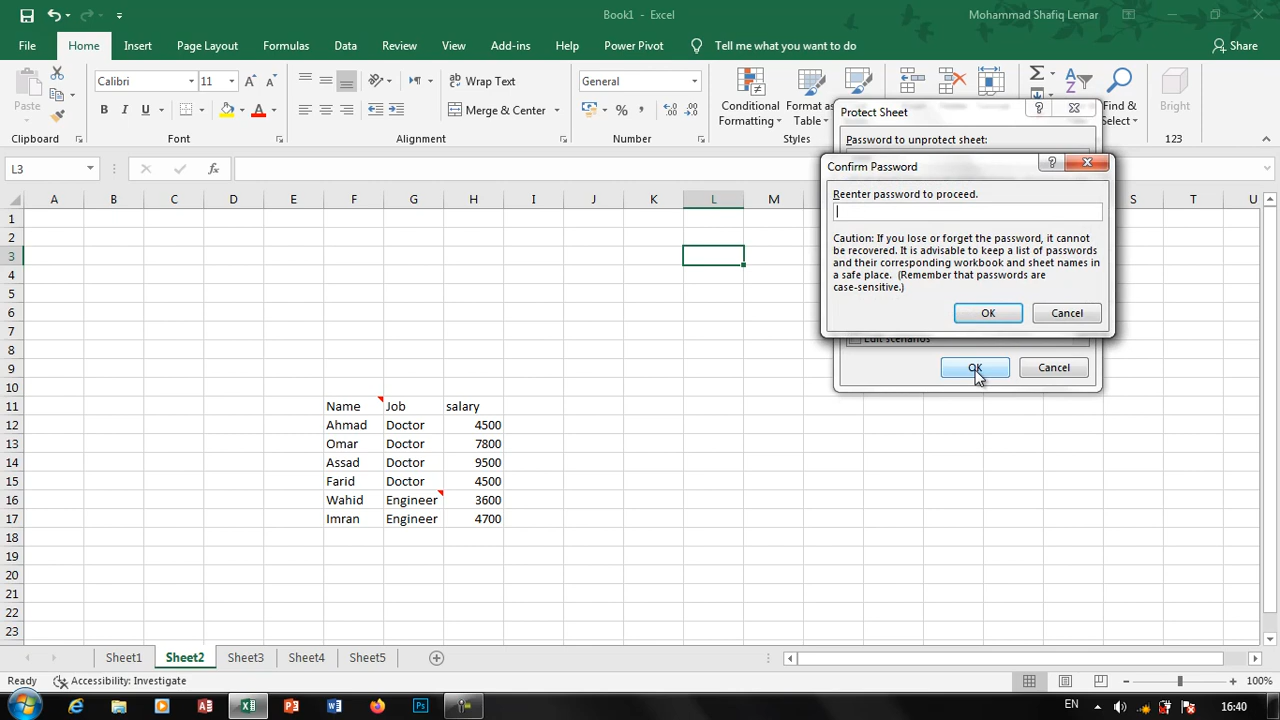 Book1 - Excel
Mohammad Shafiq Lemar
File Home Insert Page Layout Formulas Data Review View Add-ins Help Power Pivot Tell me what you want to do Share
Calibri 11
Wrap Text
General
Paste
B I U
Merge & Center
% ,
Conditional Formatting
Format as Table
Find & Select
Bright
Clipboard Font Alignment Number Styles 123
L3
fx
Protect Sheet
Password to unprotect sheet:
Confirm Password
Reenter password to proceed.
Caution: If you lose or forget the password, it cannot
be recovered. It is advisable to keep a list of passwords
and their corresponding workbook and sheet names in
a safe place. (Remember that passwords are
case-sensitive.)
OK Cancel
Edit scenarios
OK Cancel
A B C D E F G H I J K L M S T U
1
2
3
4
5
6
7
8
9
10
11 Name Job salary
12 Ahmad Doctor 4500
13 Omar Doctor 7800
14 Assad Doctor 9500
15 Farid Doctor 4500
16 Wahid Engineer 3600
17 Imran Engineer 4700
18
19
20
21
22
23
Sheet1 Sheet2 Sheet3 Sheet4 Sheet5
Ready Accessibility: Investigate 100%
EN 16:40